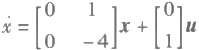 ẋ = [0 1; 0 -4] x + [0; 1] u